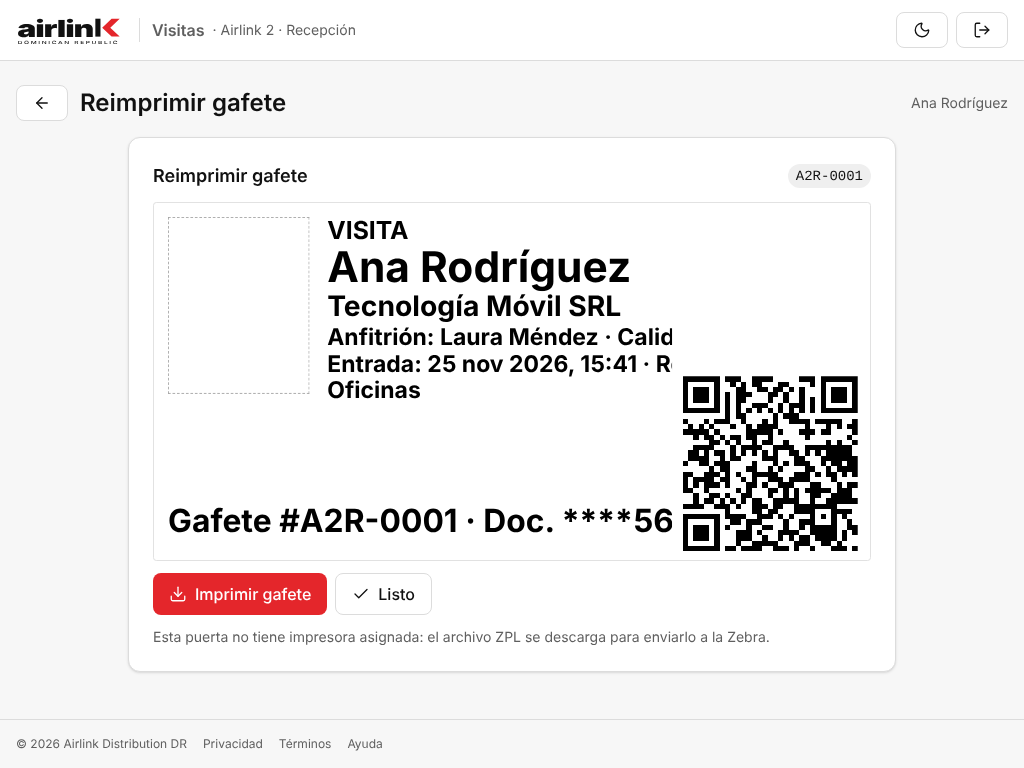 airlink Visitas · Airlink 2 · Recepción
DOMINICAN REPUBLIC
Reimprimir gafete
Ana Rodríguez
Reimprimir gafete
A2R-0001
VISITA
Ana Rodríguez
Tecnología Móvil SRL
Anfitrión: Laura Méndez · Calid
Entrada: 25 nov 2026, 15:41 · R
Oficinas
Gafete #A2R-0001 · Doc. ****56
Imprimir gafete
Listo
Esta puerta no tiene impresora asignada: el archivo ZPL se descarga para enviarlo a la Zebra.
© 2026 Airlink Distribution DR Privacidad Términos Ayuda